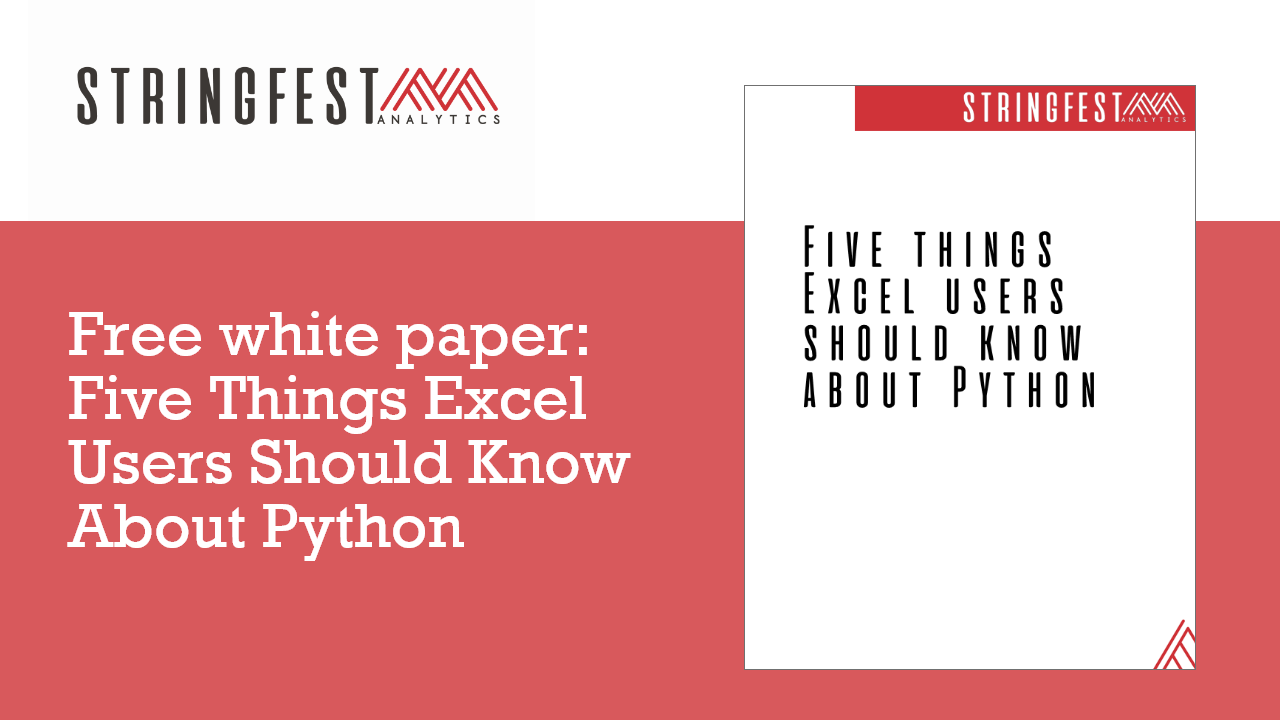 STRINGFEST
ANALYTICS
Free white paper:
Five Things Excel
Users Should Know
About Python
STRINGFEST
ANALYTICS
Five things
Excel users
should know
about Python